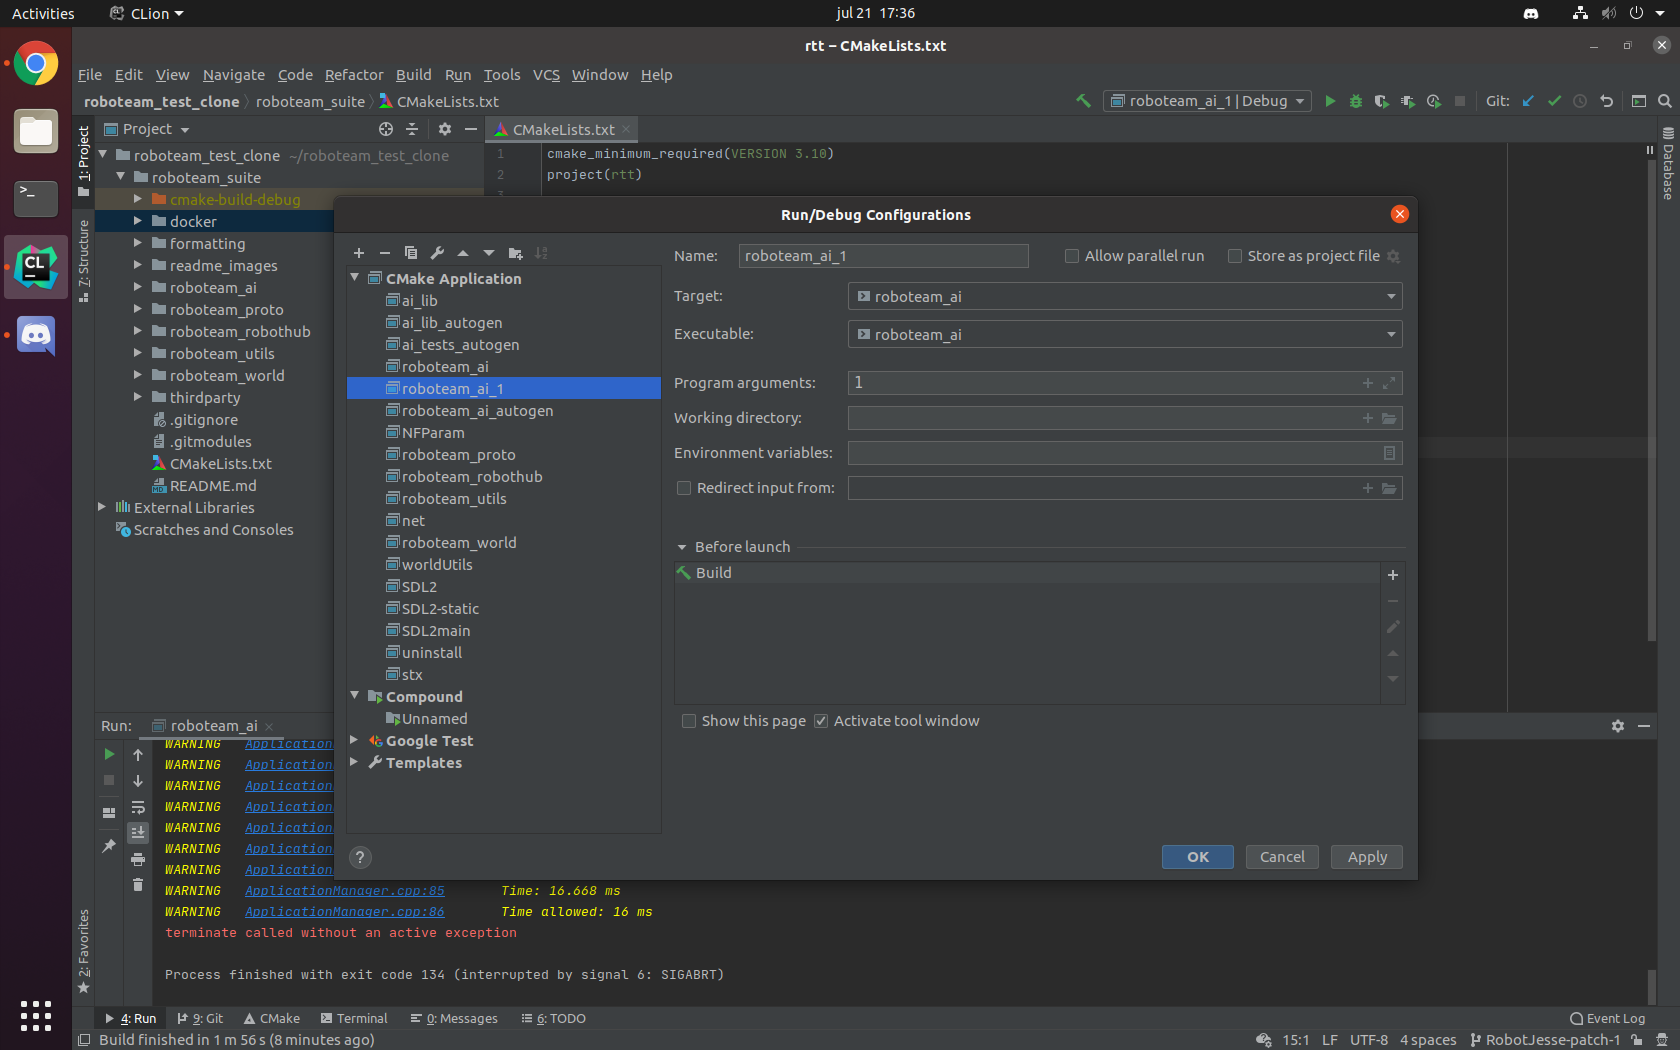 Activities
CLion
jul 21 17:36
rtt – CMakeLists.txt
File Edit View Navigate Code Refactor Build Run Tools VCS Window Help
roboteam_test_clone roboteam_suite CMakeLists.txt
roboteam_ai_1 | Debug
Git:
1: Project
7: Structure
2: Favorites
Database
Project
CMakeLists.txt
roboteam_test_clone ~/roboteam_test_clone
roboteam_suite
cmake-build-debug
docker
formatting
readme_images
roboteam_ai
roboteam_proto
roboteam_robothub
roboteam_utils
roboteam_world
thirdparty
.gitignore
.gitmodules
CMakeLists.txt
README.md
External Libraries
Scratches and Consoles
1 cmake_minimum_required(VERSION 3.10)
2 project(rtt)
3
Run/Debug Configurations
CMake Application
ai_lib
ai_lib_autogen
ai_tests_autogen
roboteam_ai
roboteam_ai_1
roboteam_ai_autogen
NFParam
roboteam_proto
roboteam_robothub
roboteam_utils
net
roboteam_world
worldUtils
SDL2
SDL2-static
SDL2main
uninstall
stx
Compound
Unnamed
Google Test
Templates
Name: roboteam_ai_1
Allow parallel run
Store as project file
Target: roboteam_ai
Executable: roboteam_ai
Program arguments: 1
Working directory:
Environment variables:
Redirect input from:
Before launch
Build
Show this page
Activate tool window
?
OK
Cancel
Apply
Run: roboteam_ai
WARNING Application
WARNING Application
WARNING Application
WARNING Application
WARNING Application
WARNING Application
WARNING Application
WARNING ApplicationManager.cpp:85 Time: 16.668 ms
WARNING ApplicationManager.cpp:86 Time allowed: 16 ms
terminate called without an active exception
Process finished with exit code 134 (interrupted by signal 6: SIGABRT)
4: Run 9: Git CMake Terminal 0: Messages 6: TODO Event Log
Build finished in 1 m 56 s (8 minutes ago)
15:1 LF UTF-8 4 spaces RobotJesse-patch-1